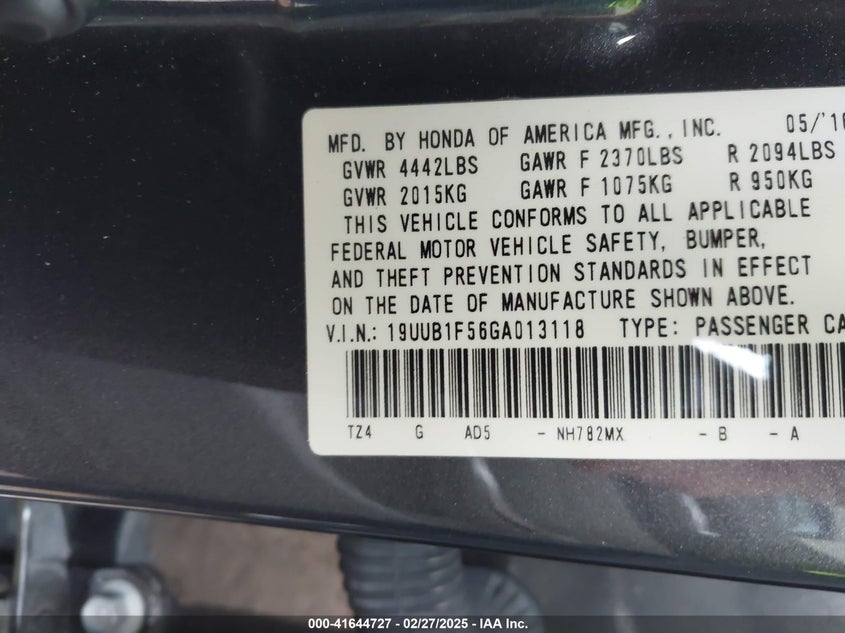 MFD. BY HONDA OF AMERICA MFG., INC. 05/'16
GVWR 4442LBS GAWR F 2370LBS R 2094LBS
GVWR 2015KG GAWR F 1075KG R 950KG
THIS VEHICLE CONFORMS TO ALL APPLICABLE
FEDERAL MOTOR VEHICLE SAFETY, BUMPER,
AND THEFT PREVENTION STANDARDS IN EFFECT
ON THE DATE OF MANUFACTURE SHOWN ABOVE.
V.I.N.: 19UUB1F56GA013118 TYPE: PASSENGER CA
TZ4 G AD5 - NH782MX - B - A
000-41644727 - 02/27/2025 - IAA Inc.